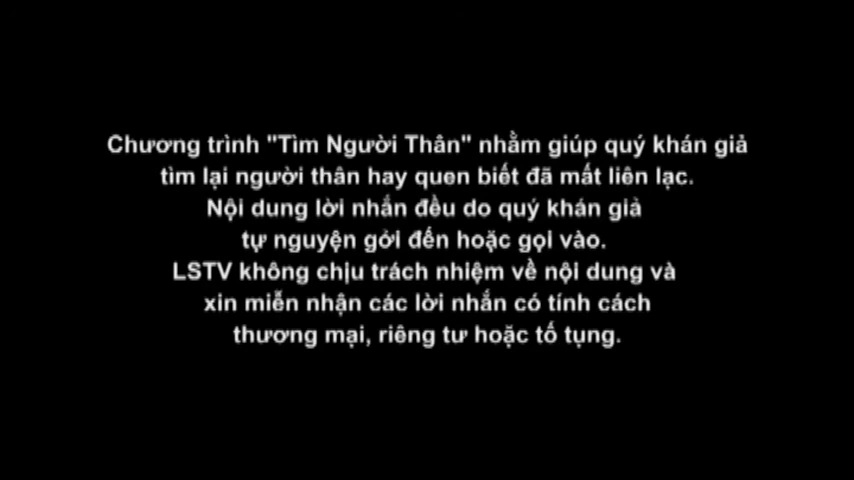 Chương trình "Tìm Người Thân" nhằm giúp quý khán giả
tìm lại người thân hay quen biết đã mất liên lạc.
Nội dung lời nhắn đều do quý khán giả
tự nguyện gởi đến hoặc gọi vào.
LSTV không chịu trách nhiệm về nội dung và
xin miễn nhận các lời nhắn có tính cách
thương mại, riêng tư hoặc tố tụng.